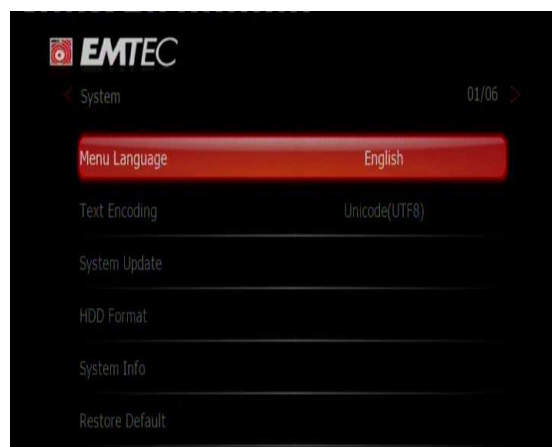 EMTEC
System 01/06
Menu Language English
Text Encoding Unicode(UTF8)
System Update
HDD Format
System Info
Restore Default